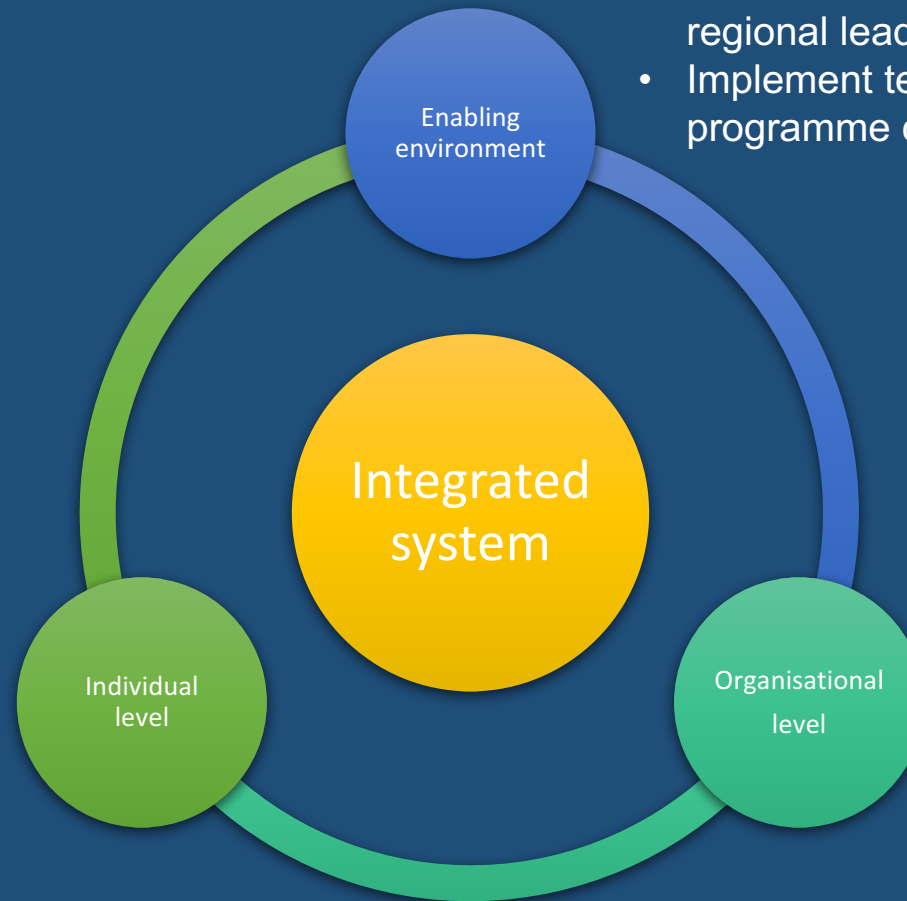 regional
• Implement
programme
Enabling
environment
Integrated
system
Individual
level
Organisational
level